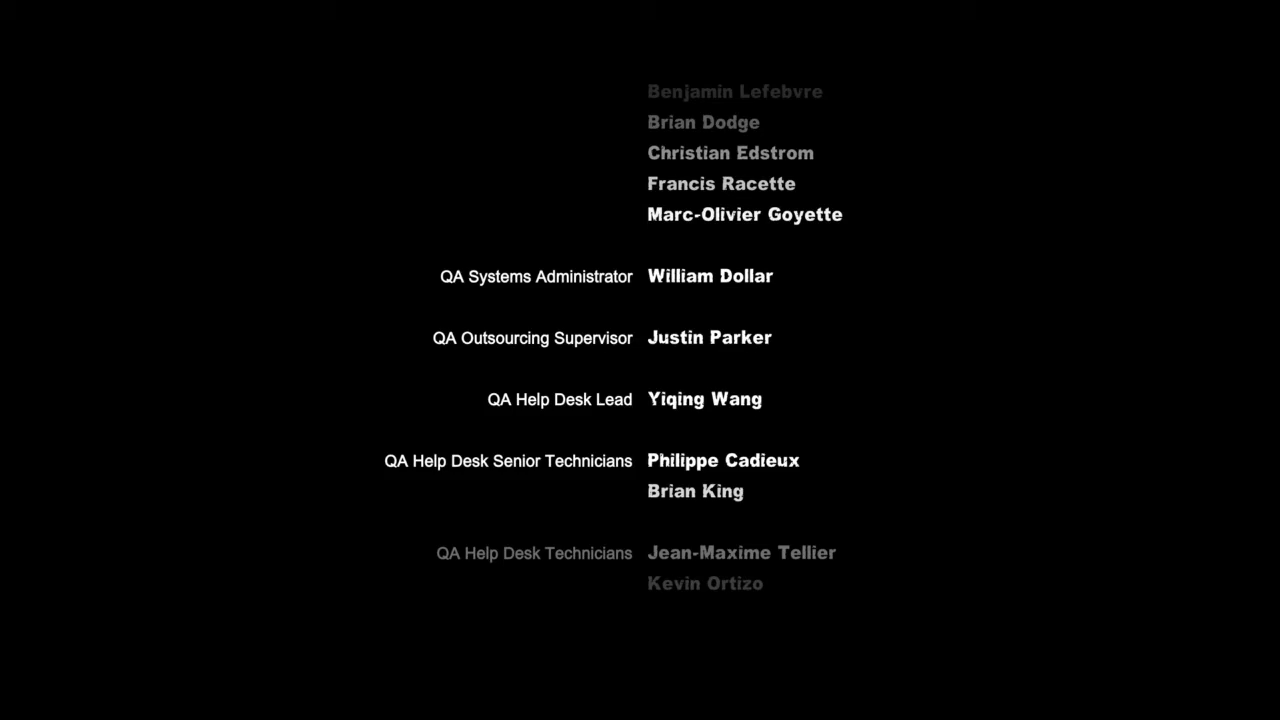 Benjamin Lefebvre
Brian Dodge
Christian Edstrom
Francis Racette
Marc-Olivier Goyette
QA Systems Administrator William Dollar
QA Outsourcing Supervisor Justin Parker
QA Help Desk Lead Yiqing Wang
QA Help Desk Senior Technicians Philippe Cadieux
Brian King
QA Help Desk Technicians Jean-Maxime Tellier
Kevin Ortizo